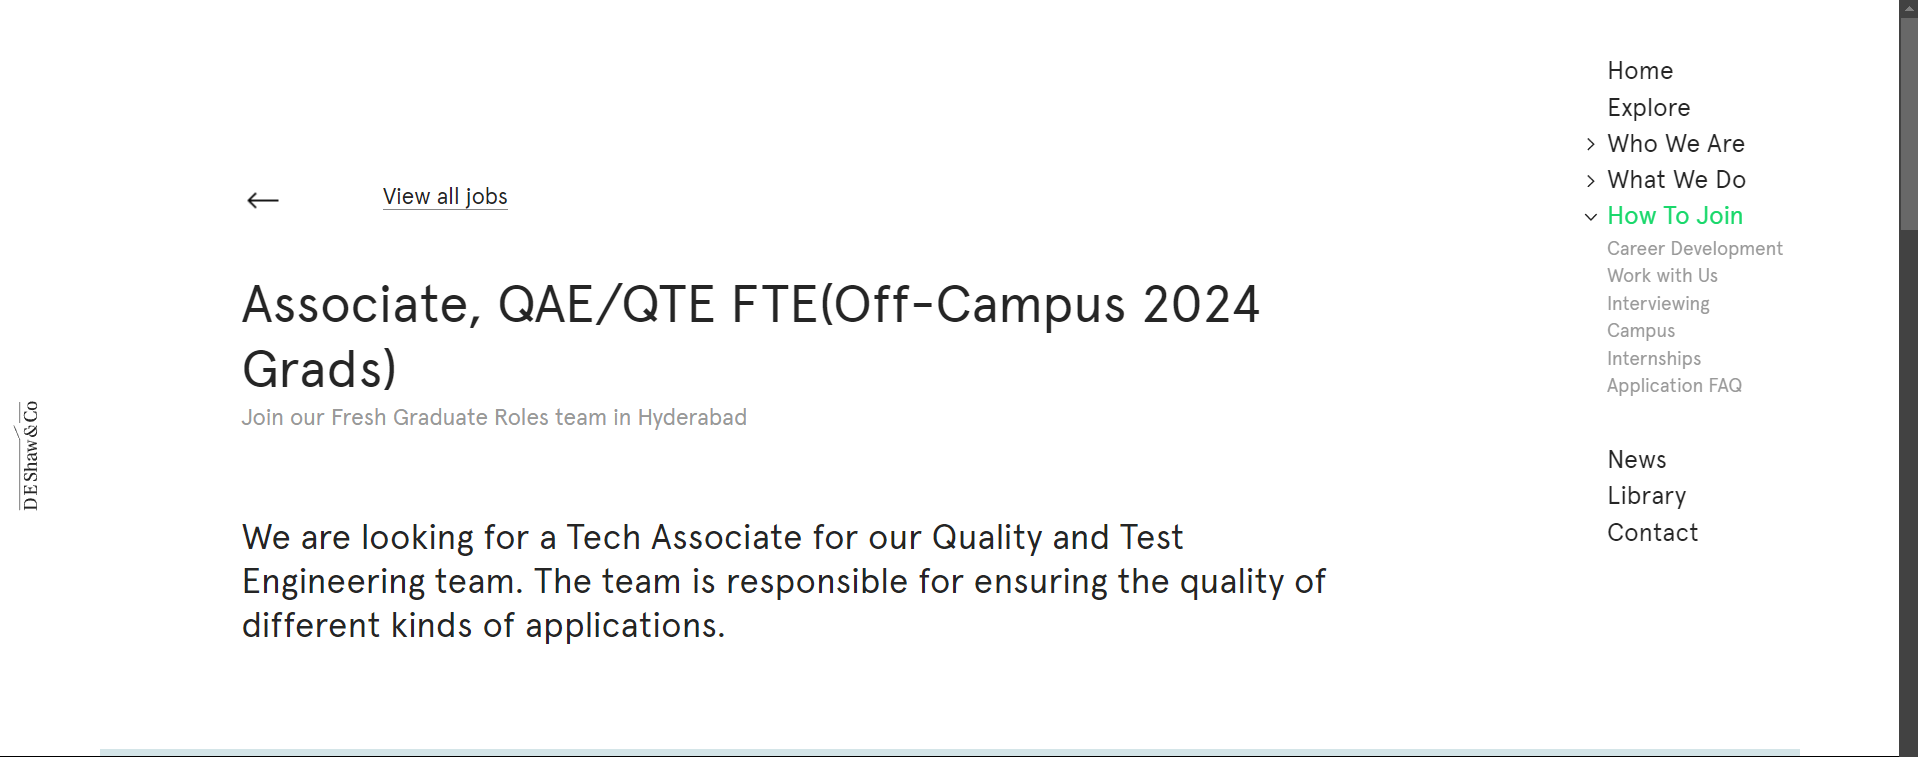 View all jobs
Associate, QAE/QTE FTE(Off-Campus 2024
Grads)
Join our Fresh Graduate Roles team in Hyderabad
We are looking for a Tech Associate for our Quality and Test
Engineering team. The team is responsible for ensuring the quality of
different kinds of applications.
Home
Explore
Who We Are
What We Do
How To Join
Career Development
Work with Us
Interviewing
Campus
Internships
Application FAQ
News
Library
Contact
DEShaw&Co